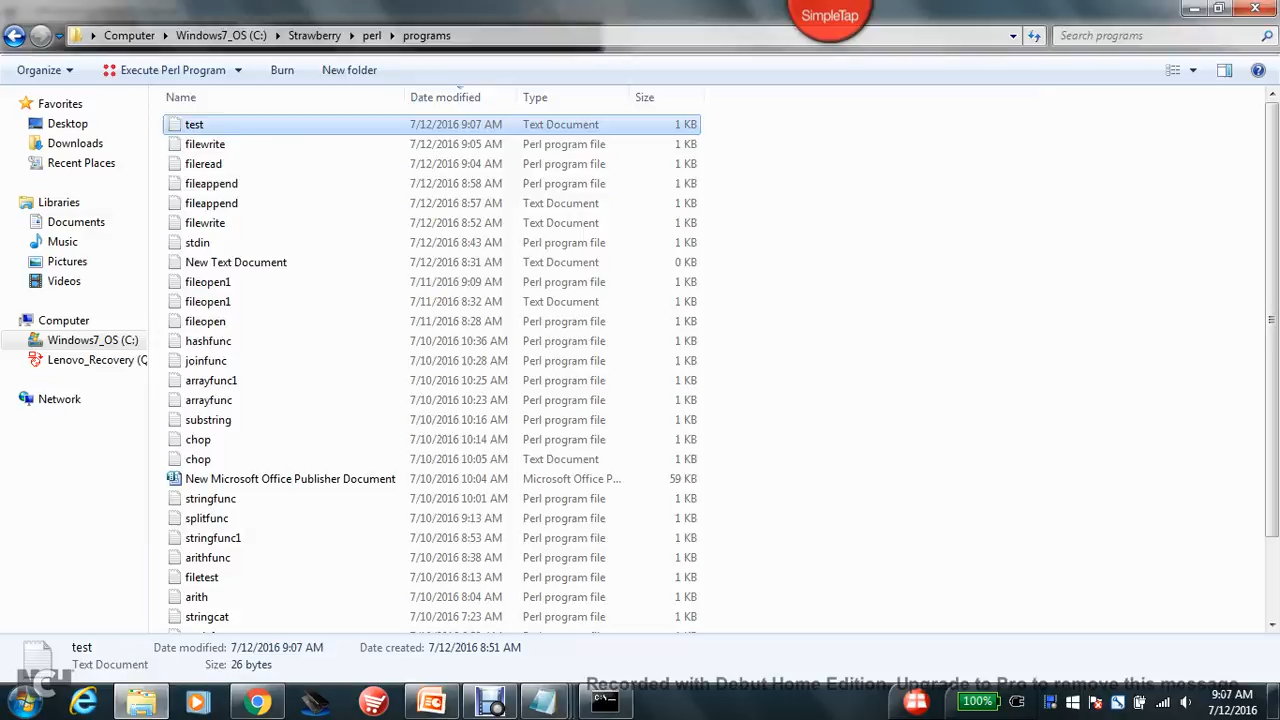 SimpleTap
Computer Windows7_OS (C:) Strawberry perl programs
Search programs
Organize Execute Perl Program Burn New folder
Name Date modified Type Size
Favorites
Desktop
Downloads
Recent Places
Libraries
Documents
Music
Pictures
Videos
Computer
Windows7_OS (C:)
Lenovo_Recovery (Q
Network
test 7/12/2016 9:07 AM Text Document 1 KB
filewrite 7/12/2016 9:05 AM Perl program file 1 KB
fileread 7/12/2016 9:04 AM Perl program file 1 KB
fileappend 7/12/2016 8:58 AM Perl program file 1 KB
fileappend 7/12/2016 8:57 AM Text Document 1 KB
filewrite 7/12/2016 8:52 AM Text Document 1 KB
stdin 7/12/2016 8:43 AM Perl program file 1 KB
New Text Document 7/12/2016 8:31 AM Text Document 0 KB
fileopen1 7/11/2016 9:09 AM Perl program file 1 KB
fileopen1 7/11/2016 8:32 AM Text Document 1 KB
fileopen 7/11/2016 8:28 AM Perl program file 1 KB
hashfunc 7/10/2016 10:36 AM Perl program file 1 KB
joinfunc 7/10/2016 10:28 AM Perl program file 1 KB
arrayfunc1 7/10/2016 10:25 AM Perl program file 1 KB
arrayfunc 7/10/2016 10:23 AM Perl program file 1 KB
substring 7/10/2016 10:16 AM Perl program file 1 KB
chop 7/10/2016 10:14 AM Perl program file 1 KB
chop 7/10/2016 10:05 AM Text Document 1 KB
New Microsoft Office Publisher Document 7/10/2016 10:04 AM Microsoft Office P... 59 KB
stringfunc 7/10/2016 10:01 AM Perl program file 1 KB
splitfunc 7/10/2016 9:13 AM Perl program file 1 KB
stringfunc1 7/10/2016 8:53 AM Perl program file 1 KB
arithfunc 7/10/2016 8:38 AM Perl program file 1 KB
filetest 7/10/2016 8:13 AM Perl program file 1 KB
arith 7/10/2016 8:04 AM Perl program file 1 KB
stringcat 7/10/2016 7:23 AM Perl program file 1 KB
test Date modified: 7/12/2016 9:07 AM Date created: 7/12/2016 8:51 AM
Text Document Size: 26 bytes
NCH
Recorded with Debut Home Edition. Upgrade to Pro to remove this message
100%
9:07 AM
7/12/2016